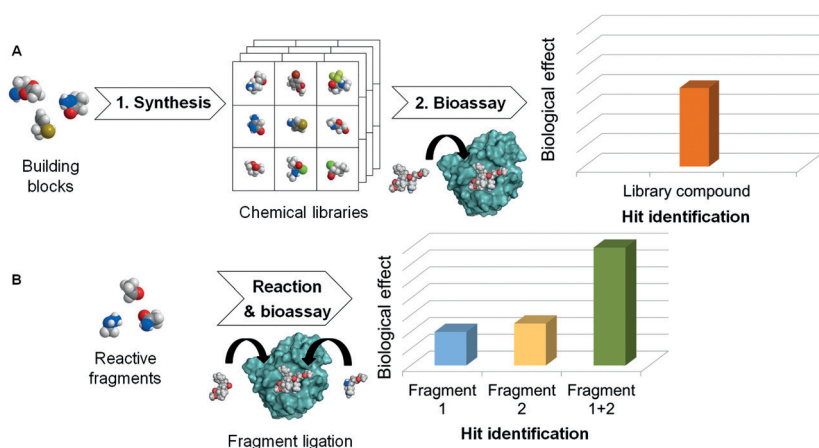 A
Building
blocks
1. Synthesis
Chemical libraries
2. Bioassay
Biological effect
Library compound
Hit identification
B
Reactive
fragments
Reaction
& bioassay
Fragment ligation
Biological effect
Fragment
1
Fragment
2
Fragment
1+2
Hit identification